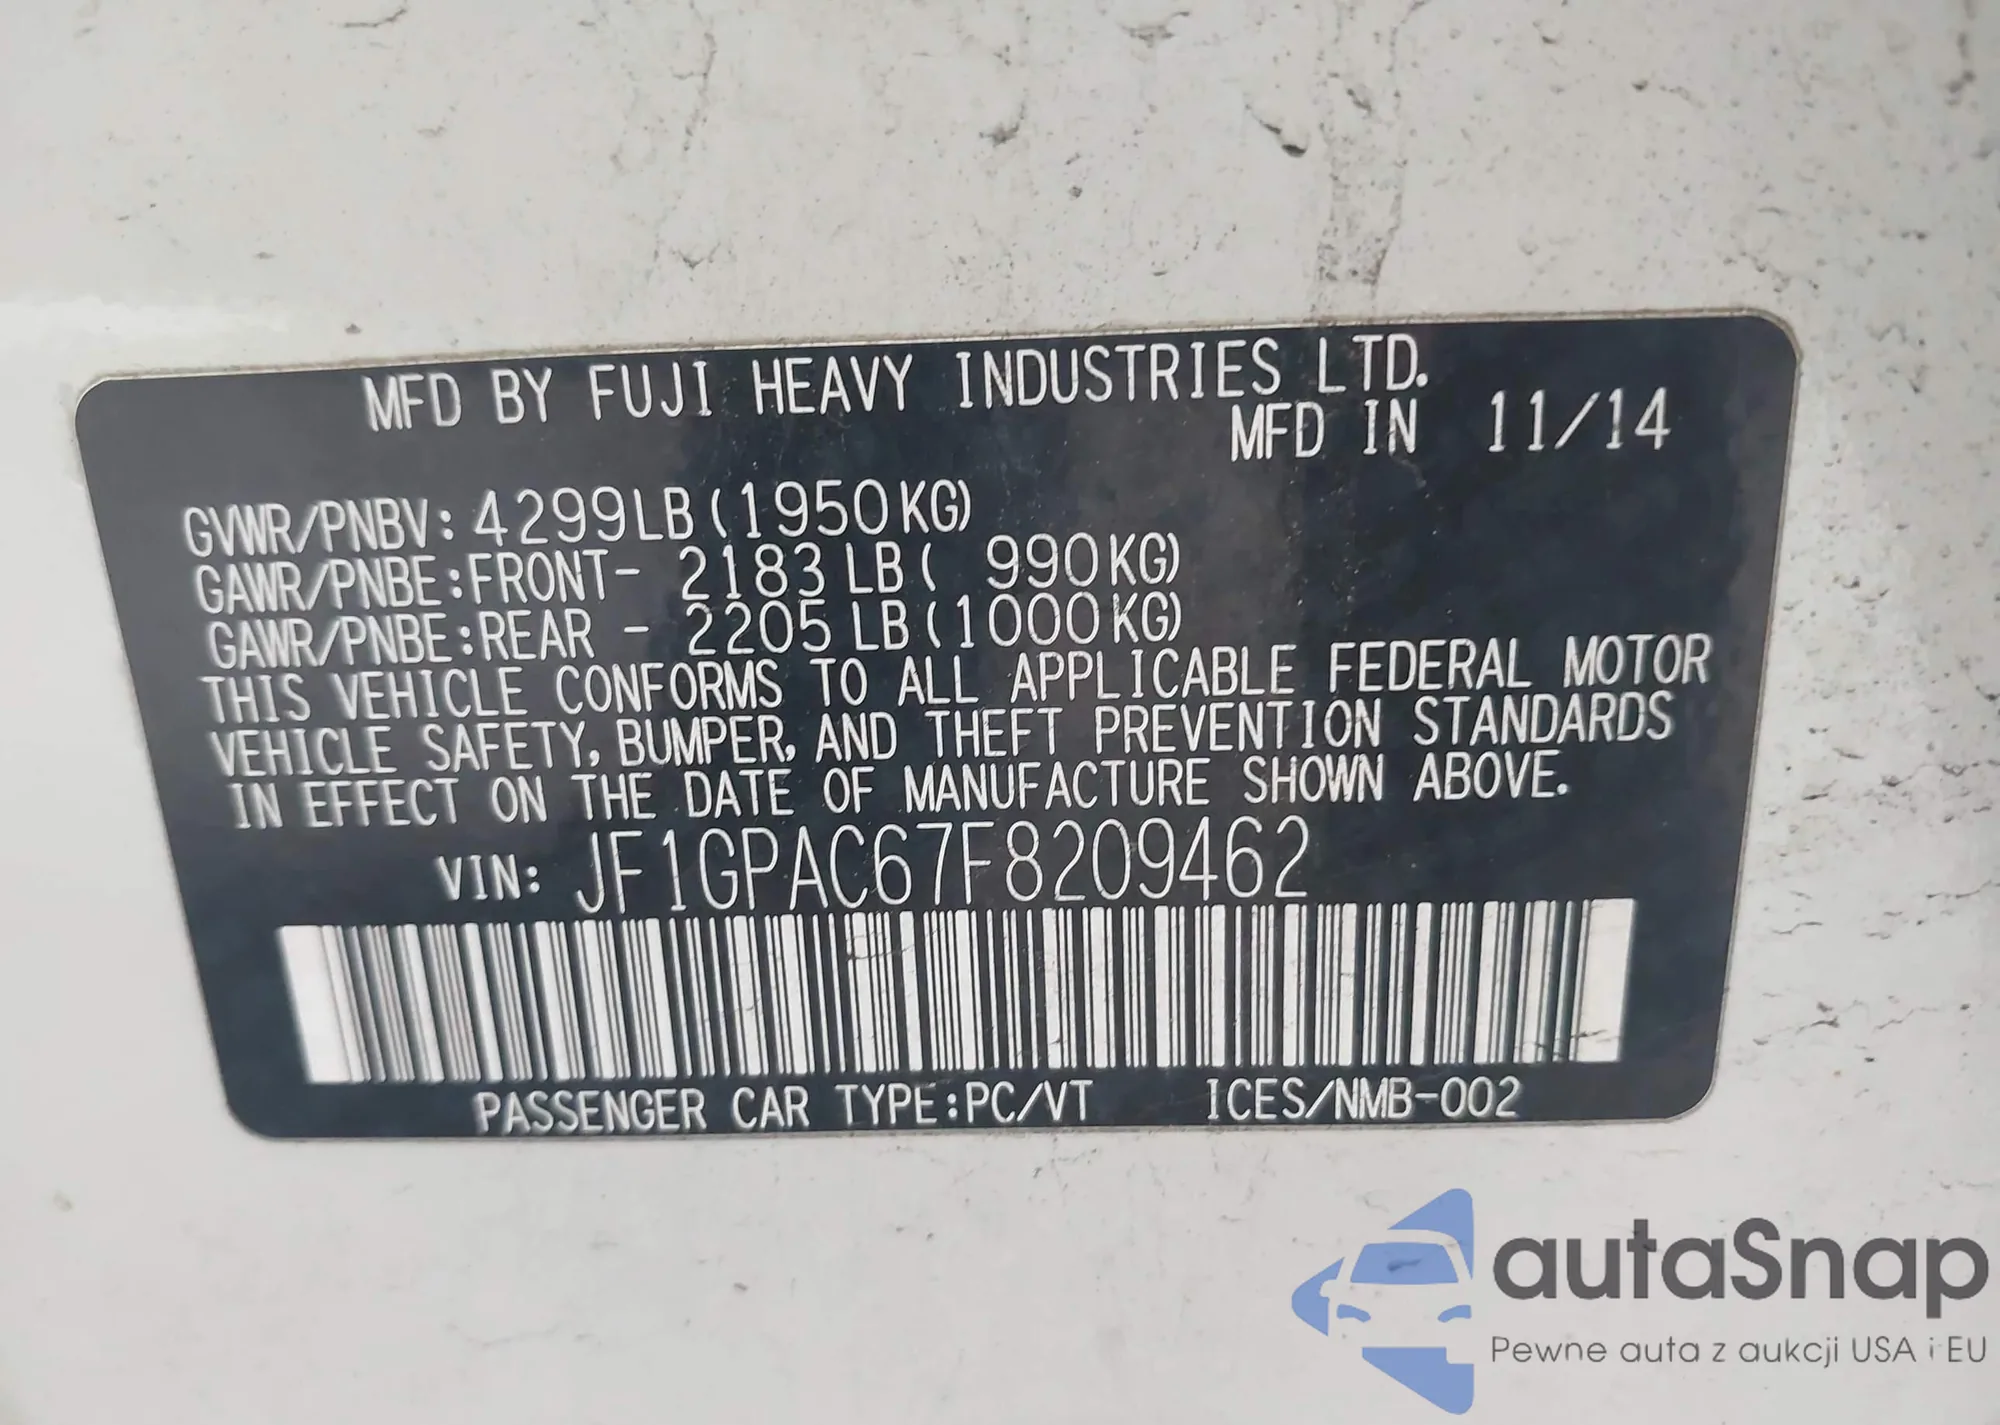 MFD BY FUJI HEAVY INDUSTRIES LTD.
MFD IN 11/14
GVWR/PNBV: 4299LB(1950KG)
GAWR/PNBE:FRONT- 2183LB( 990KG)
GAWR/PNBE:REAR - 2205LB(1000KG)
THIS VEHICLE CONFORMS TO ALL APPLICABLE FEDERAL MOTOR
VEHICLE SAFETY, BUMPER, AND THEFT PREVENTION STANDARDS
IN EFFECT ON THE DATE OF MANUFACTURE SHOWN ABOVE.
VIN: JF1GPAC67F8209462
PASSENGER CAR TYPE:PC/VT ICES/NMB-002
autaSnap
Pewne auta z aukcji USA i EU